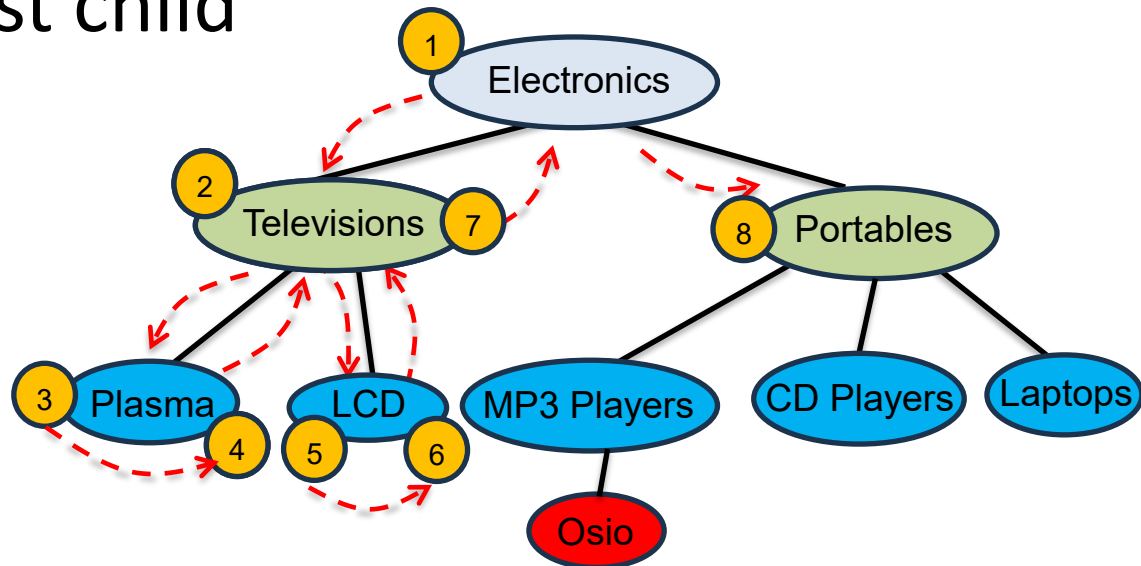 st child
1
Electronics
2
Televisions
7
8
Portables
3
Plasma
4
LCD
5
6
MP3 Players
CD Players
Laptops
Osio